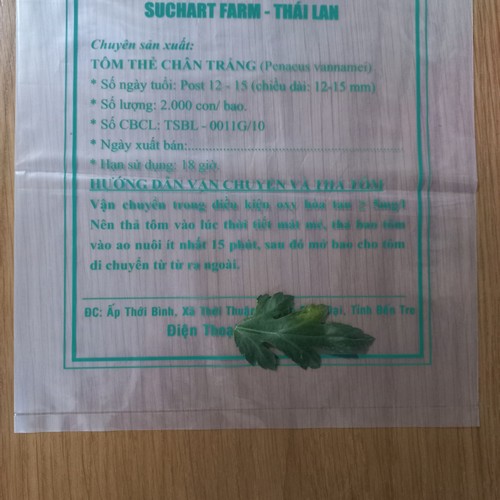 SUCHART FARM - THÁI LAN
Chuyên sản xuất:
TÔM THẺ CHÂN TRẮNG (Penaeus vannamei)
* Số ngày tuổi: Post 12 - 15 (chiều dài: 12-15 mm)
* Số lượng: 2.000 con/ bao.
* Số CBCL: TSBL - 0011G/10
* Ngày xuất bán:
* Hạn sử dụng: 18 giờ.
HƯỚNG DẪN VẬN CHUYỂN VÀ THẢ TÔM
Vận chuyển trong điều kiện oxy hòa tan ≥ 5mg/l
Nên thả tôm vào lúc thời tiết mát mẻ, thả bao tôm
vào ao nuôi ít nhất 15 phút, sau đó mở bao cho tôm
di chuyển từ từ ra ngoài.
ĐC: Ấp Thới Bình, Xã Thới Thuận, Tỉnh Bến Tre
Điện Thoạ